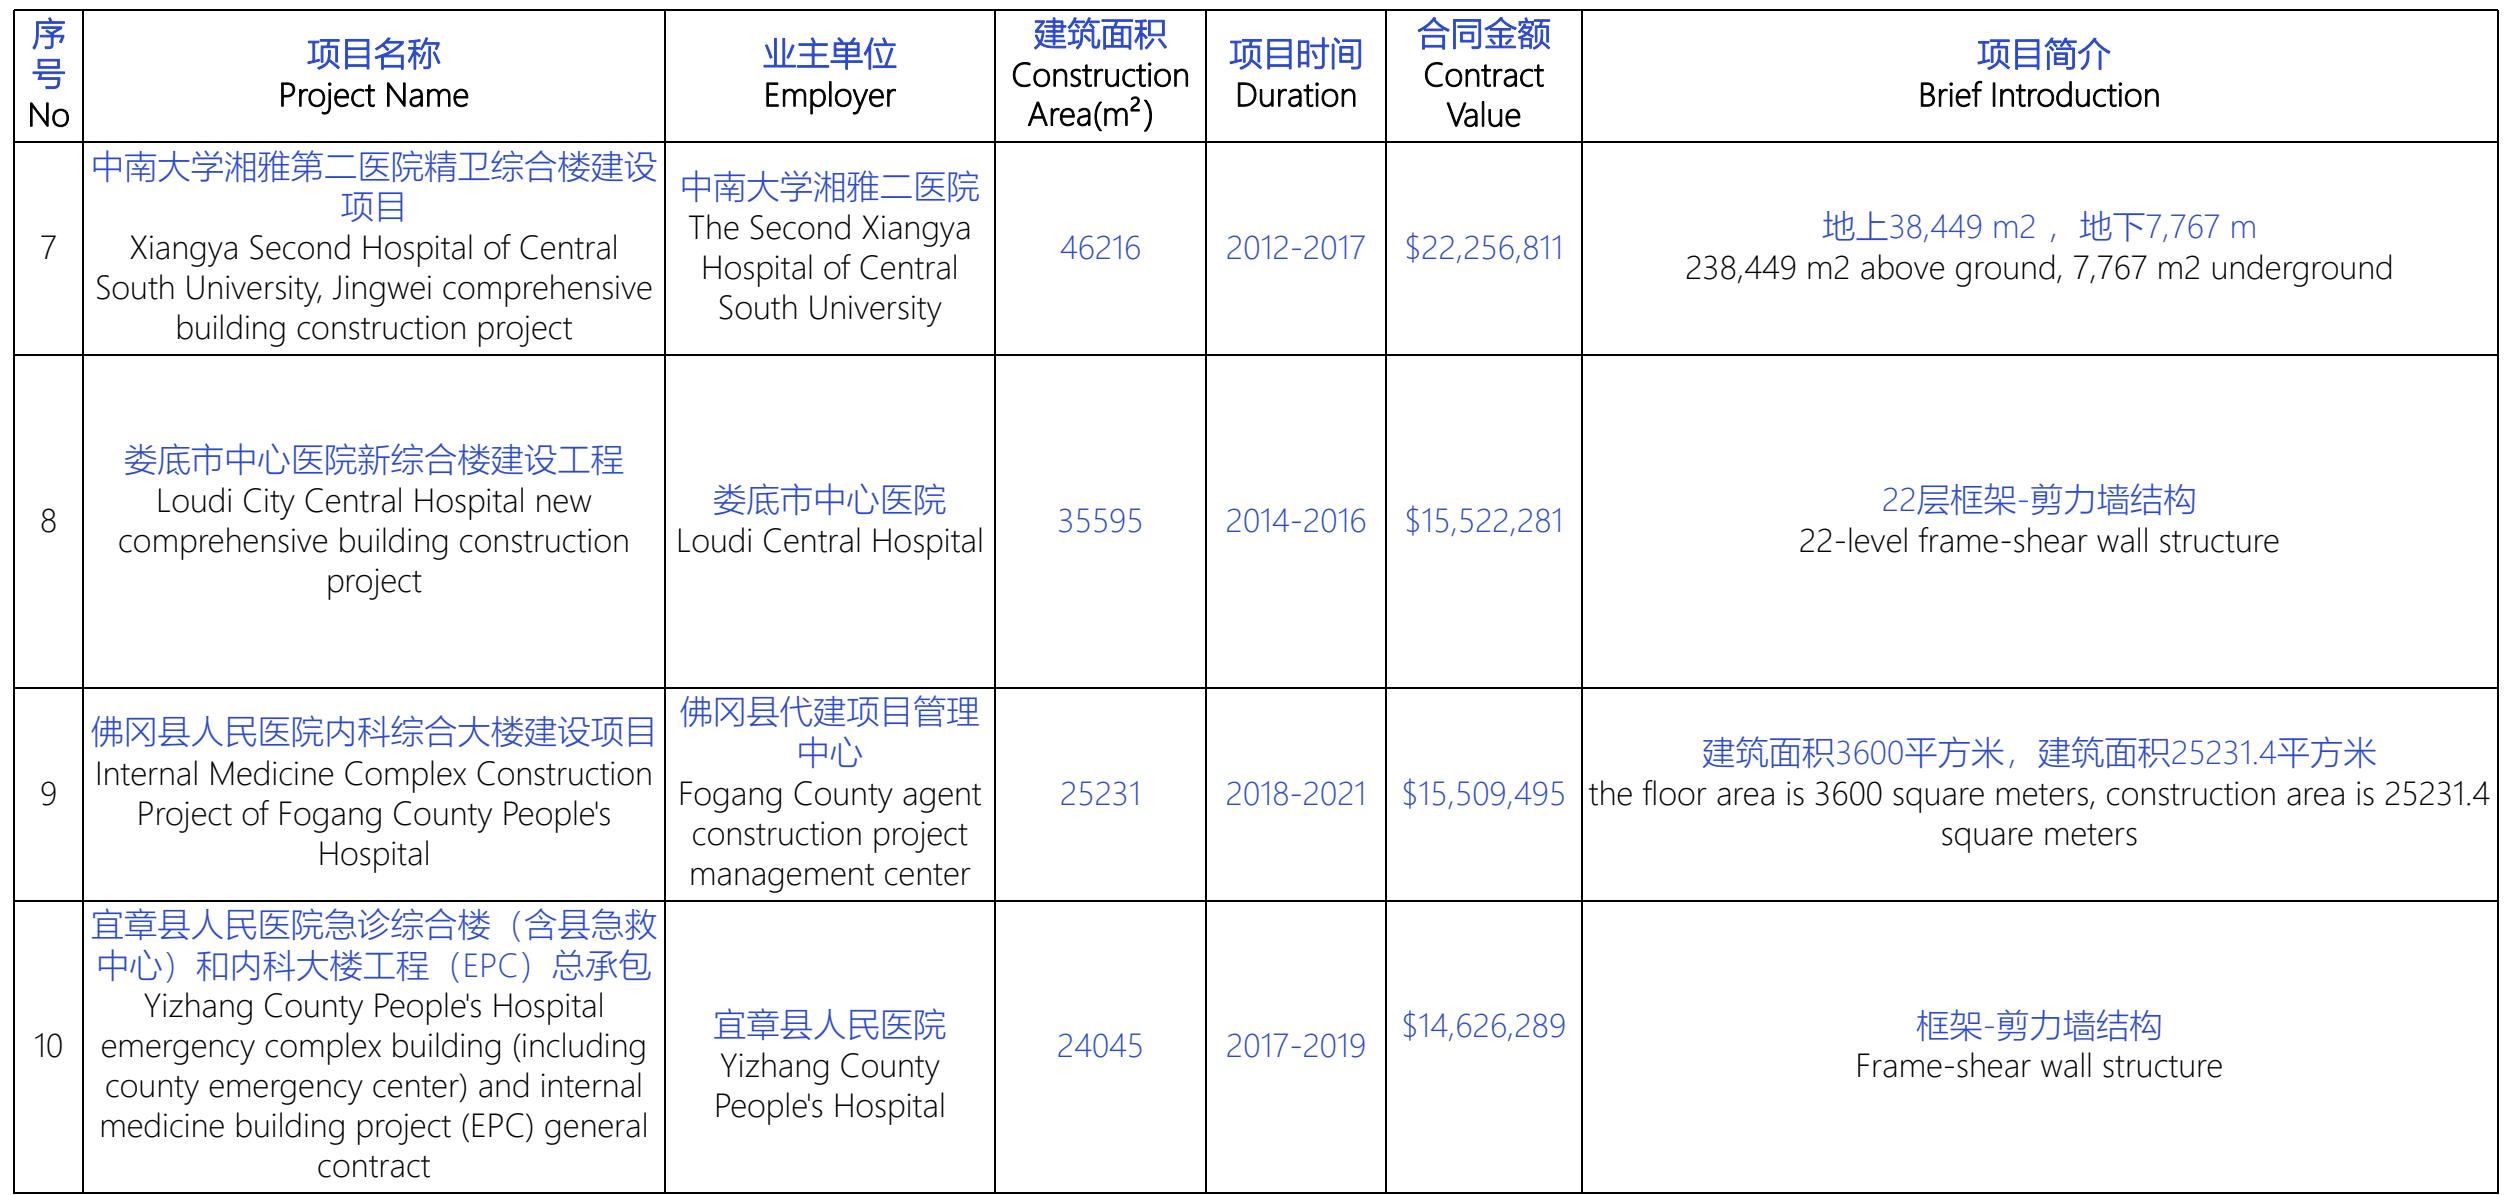 序
号
No
项目名称
Project Name
业主单位
Employer
建筑面积
Construction
Area(m²)
项目时间
Duration
合同金额
Contract
Value
项目简介
Brief Introduction
7
中南大学湘雅第二医院精卫综合楼建设
项目
Xiangya Second Hospital of Central
South University, Jingwei comprehensive
building construction project
中南大学湘雅二医院
The Second Xiangya
Hospital of Central
South University
46216
2012-2017
$22,256,811
地上38,449 m2 ，地下7,767 m
238,449 m2 above ground, 7,767 m2 underground
8
娄底市中心医院新综合楼建设工程
Loudi City Central Hospital new
comprehensive building construction
project
娄底市中心医院
Loudi Central Hospital
35595
2014-2016
$15,522,281
22层框架-剪力墙结构
22-level frame-shear wall structure
9
佛冈县人民医院内科综合大楼建设项目
Internal Medicine Complex Construction
Project of Fogang County People's
Hospital
佛冈县代建项目管理
中心
Fogang County agent
construction project
management center
25231
2018-2021
$15,509,495
建筑面积3600平方米，建筑面积25231.4平方米
the floor area is 3600 square meters, construction area is 25231.4
square meters
10
宜章县人民医院急诊综合楼（含县急救
中心）和内科大楼工程（EPC）总承包
Yizhang County People's Hospital
emergency complex building (including
county emergency center) and internal
medicine building project (EPC) general
contract
宜章县人民医院
Yizhang County
People's Hospital
24045
2017-2019
$14,626,289
框架-剪力墙结构
Frame-shear wall structure